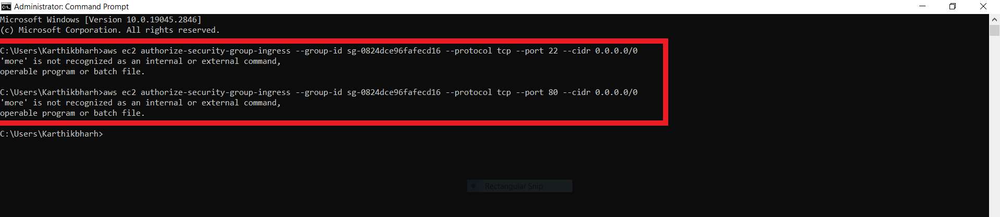 Administrator: Command Prompt
Microsoft Windows [Version 10.0.19045.2846]
(c) Microsoft Corporation. All rights reserved.
C:\Users\Karthikbharh>aws ec2 authorize-security-group-ingress --group-id sg-0824dce96fafecd16 --protocol tcp --port 22 --cidr 0.0.0.0/0
'more' is not recognized as an internal or external command,
operable program or batch file.
C:\Users\Karthikbharh>aws ec2 authorize-security-group-ingress --group-id sg-0824dce96fafecd16 --protocol tcp --port 80 --cidr 0.0.0.0/0
'more' is not recognized as an internal or external command,
operable program or batch file.
C:\Users\Karthikbharh>
Rectangular Snip